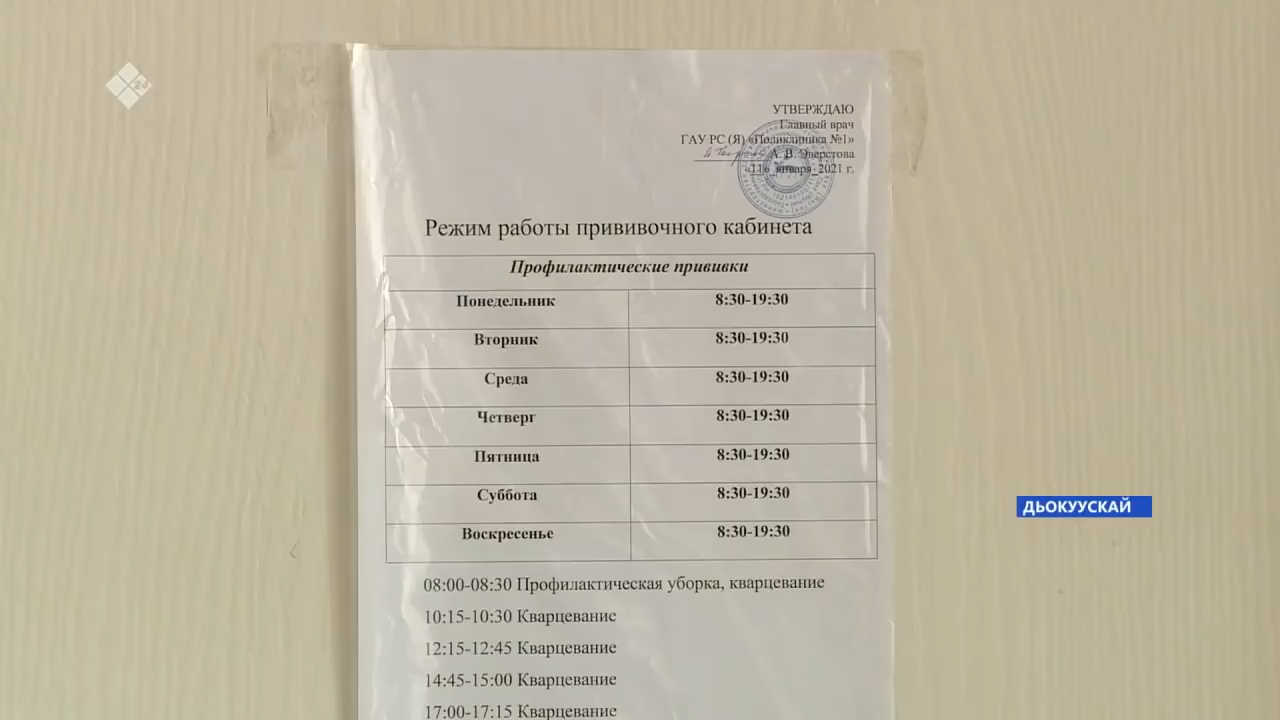 24
УТВЕРЖДАЮ
Главный врач
ГАУ РС (Я) «Поликлиника №1»
А. В. Эверстова
«11»_января_2021 г.
Режим работы прививочного кабинета
Профилактические прививки
Понедельник 8:30-19:30
Вторник 8:30-19:30
Среда 8:30-19:30
Четверг 8:30-19:30
Пятница 8:30-19:30
Суббота 8:30-19:30
Воскресенье 8:30-19:30
ДЬОКУУСКАЙ
08:00-08:30 Профилактическая уборка, кварцевание
10:15-10:30 Кварцевание
12:15-12:45 Кварцевание
14:45-15:00 Кварцевание
17:00-17:15 Кварцевание